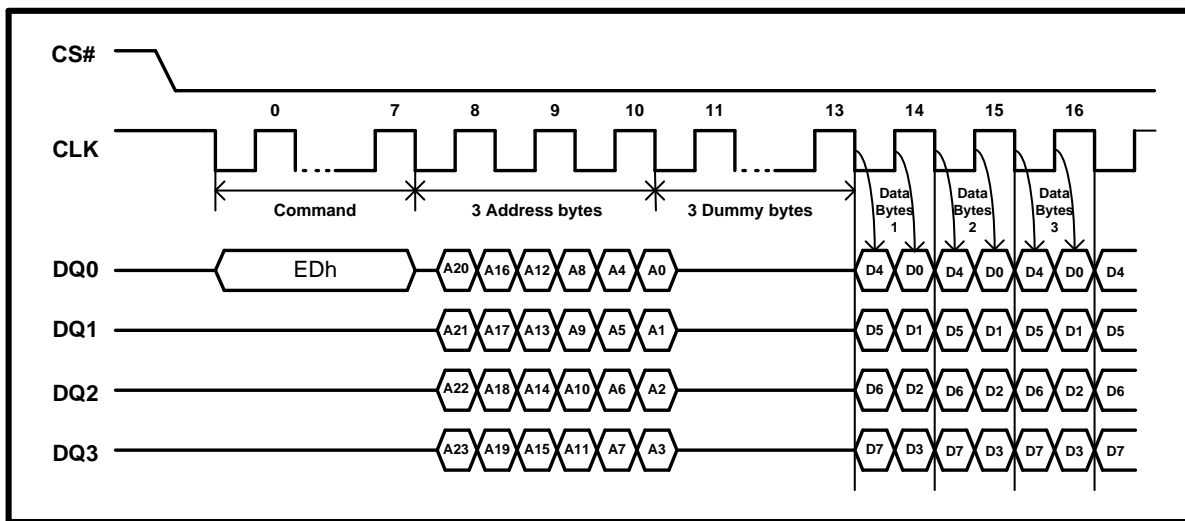 CS#
0 7 8 9 10 11 13 14 15 16
CLK
Command 3 Address bytes 3 Dummy bytes
Data Bytes 1
Data Bytes 2
Data Bytes 3
DQ0 EDh A20 A16 A12 A8 A4 A0 D4 D0 D4 D0 D4 D0 D4
DQ1 A21 A17 A13 A9 A5 A1 D5 D1 D5 D1 D5 D1 D5
DQ2 A22 A18 A14 A10 A6 A2 D6 D2 D6 D2 D6 D2 D6
DQ3 A23 A19 A15 A11 A7 A3 D7 D3 D7 D3 D7 D3 D7